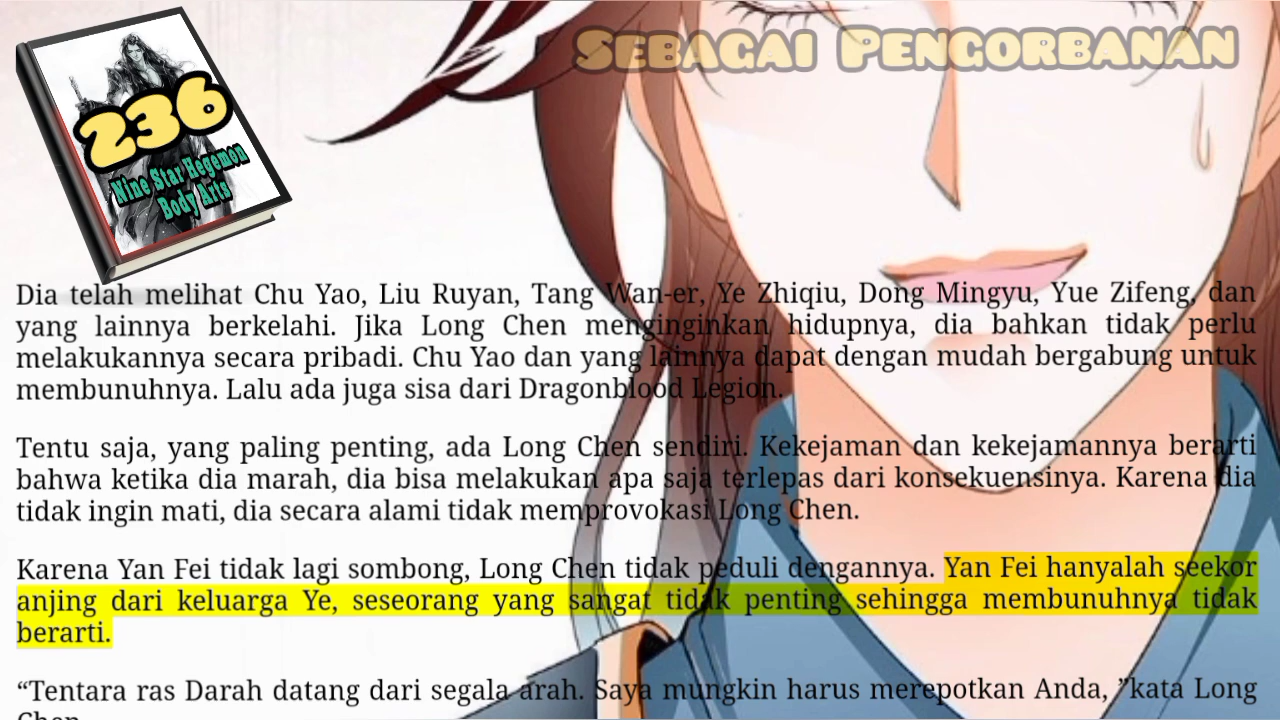 Sebagai Pengorbanan
236
Nine Star Hegemon
Body Arts
Dia telah melihat Chu Yao, Liu Ruyan, Tang Wan-er, Ye Zhiqiu, Dong Mingyu, Yue Zifeng, dan
yang lainnya berkelahi. Jika Long Chen menginginkan hidupnya, dia bahkan tidak perlu
melakukannya secara pribadi. Chu Yao dan yang lainnya dapat dengan mudah bergabung untuk
membunuhnya. Lalu ada juga sisa dari Dragonblood Legion.
Tentu saja, yang paling penting, ada Long Chen sendiri. Kekejaman dan kekejamannya berarti
bahwa ketika dia marah, dia bisa melakukan apa saja terlepas dari konsekuensinya. Karena dia
tidak ingin mati, dia secara alami tidak memprovokasi Long Chen.
Karena Yan Fei tidak lagi sombong, Long Chen tidak peduli dengannya. Yan Fei hanyalah seekor
anjing dari keluarga Ye, seseorang yang sangat tidak penting sehingga membunuhnya tidak
berarti.
“Tentara ras Darah datang dari segala arah. Saya mungkin harus merepotkan Anda, ”kata Long
Chen